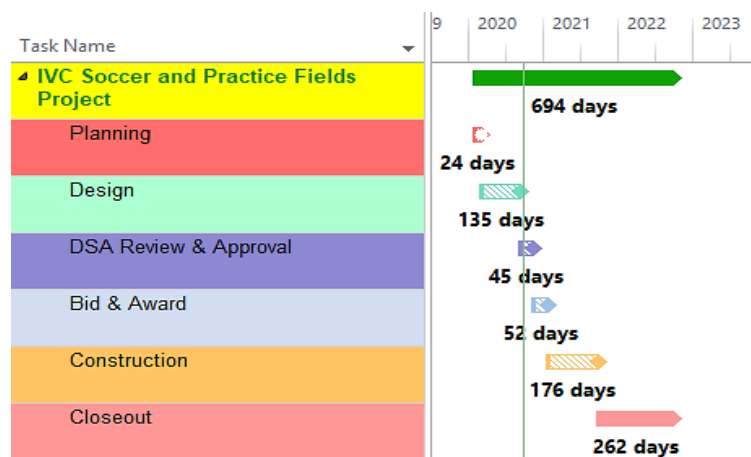 9 2020 2021 2022 2023
Task Name
IVC Soccer and Practice Fields
Project
694 days
Planning
24 days
Design
135 days
DSA Review & Approval
45 days
Bid & Award
52 days
Construction
176 days
Closeout
262 days